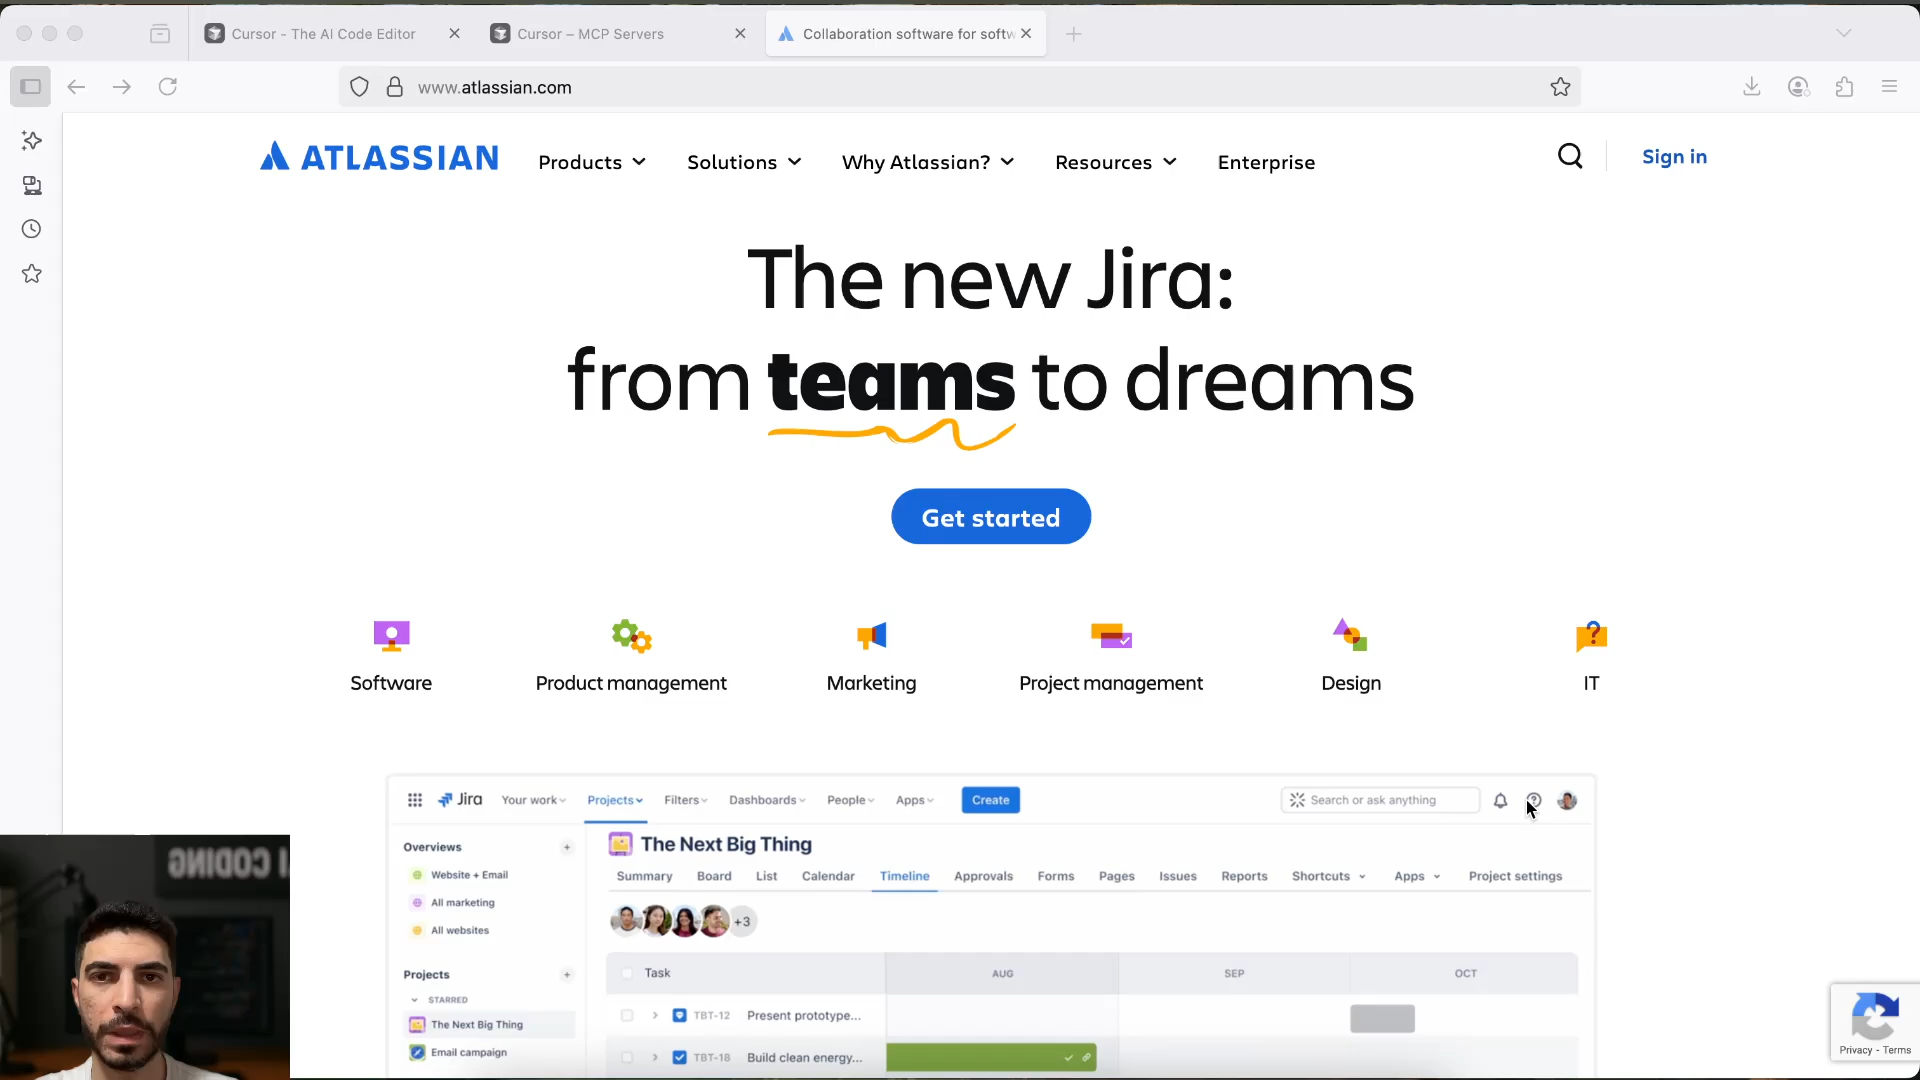 Cursor - The AI Code Editor
Cursor – MCP Servers
Collaboration software for softw
www.atlassian.com
ATLASSIAN
Products
Solutions
Why Atlassian?
Resources
Enterprise
Sign in
The new Jira:
from teams to dreams
Get started
Software
Product management
Marketing
Project management
Design
IT
Jira
Your work
Projects
Filters
Dashboards
People
Apps
Create
Search or ask anything
Overviews
Website + Email
All marketing
All websites
Projects
STARRED
The Next Big Thing
Email campaign
The Next Big Thing
Summary
Board
List
Calendar
Timeline
Approvals
Forms
Pages
Issues
Reports
Shortcuts
Apps
Project settings
+3
Task
AUG
SEP
OCT
TBT-12 Present prototype...
TBT-18 Build clean energy...
I CODING
Privacy - Terms